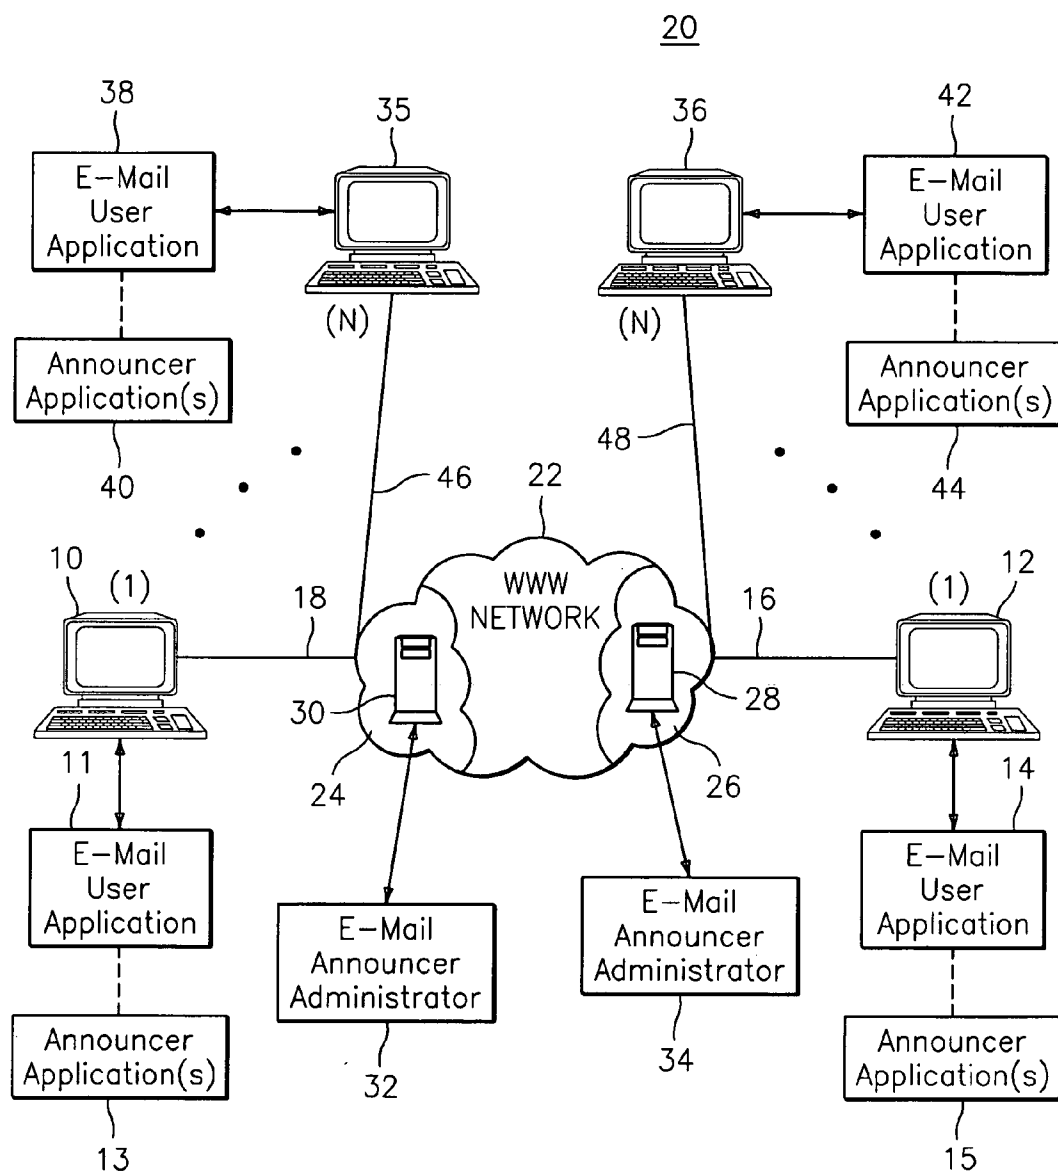 20
38
35
36
42
E-Mail
User
Application
E-Mail
User
Application
(N)
(N)
Announcer
Application(s)
Announcer
Application(s)
40
46
48
44
22
10
(1)
18
WWW
NETWORK
16
(1)
12
30
28
11
24
26
14
E-Mail
User
Application
E-Mail
Announcer
Administrator
E-Mail
Announcer
Administrator
E-Mail
User
Application
Announcer
Application(s)
32
34
Announcer
Application(s)
13
15